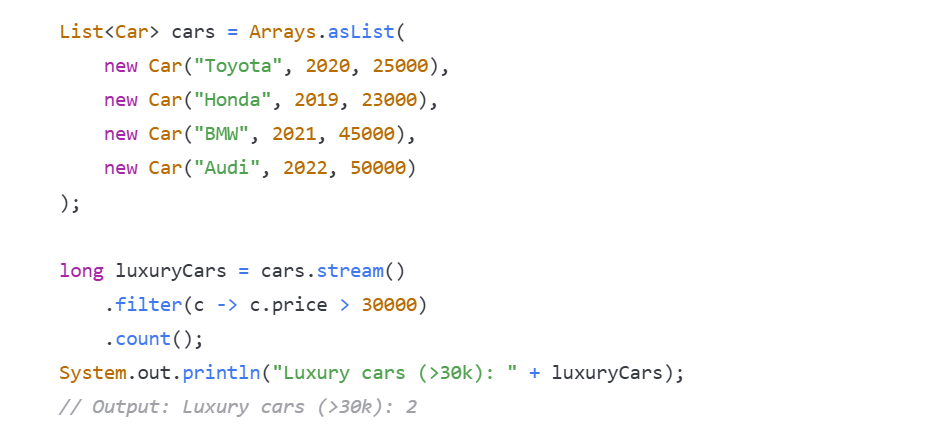 List<Car> cars = Arrays.asList(
    new Car("Toyota", 2020, 25000),
    new Car("Honda", 2019, 23000),
    new Car("BMW", 2021, 45000),
    new Car("Audi", 2022, 50000)
);

long luxuryCars = cars.stream()
    .filter(c -> c.price > 30000)
    .count();
System.out.println("Luxury cars (>30k): " + luxuryCars);
// Output: Luxury cars (>30k): 2